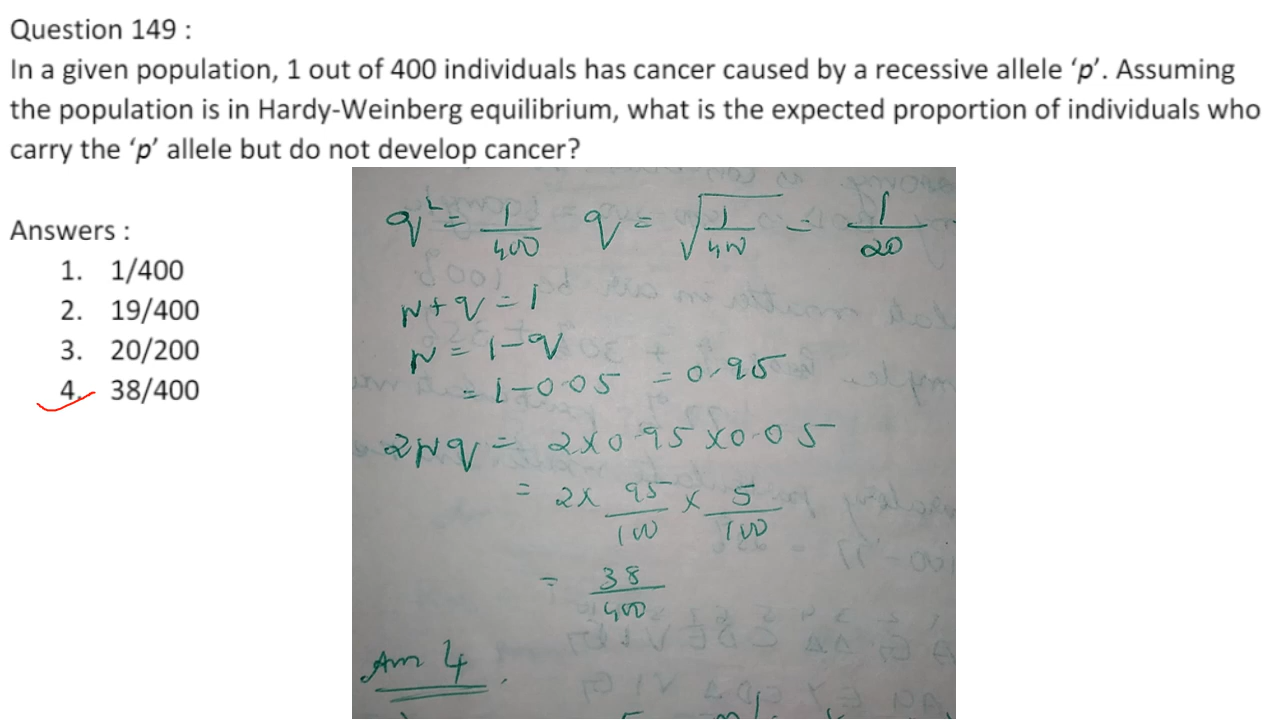 Question 149 :
In a given population, 1 out of 400 individuals has cancer caused by a recessive allele ‘p’. Assuming
the population is in Hardy-Weinberg equilibrium, what is the expected proportion of individuals who
carry the ‘p’ allele but do not develop cancer?
Answers :
1. 1/400
2. 19/400
3. 20/200
4. 38/400
q² = 1/400 q = √1/400 = 1/20
p + q = 1
p = 1 - q
= 1 - 0.05 = 0.95
2pq = 2 x 0.95 x 0.05
= 2 x 95/100 x 5/100
= 38/400
Ans 4